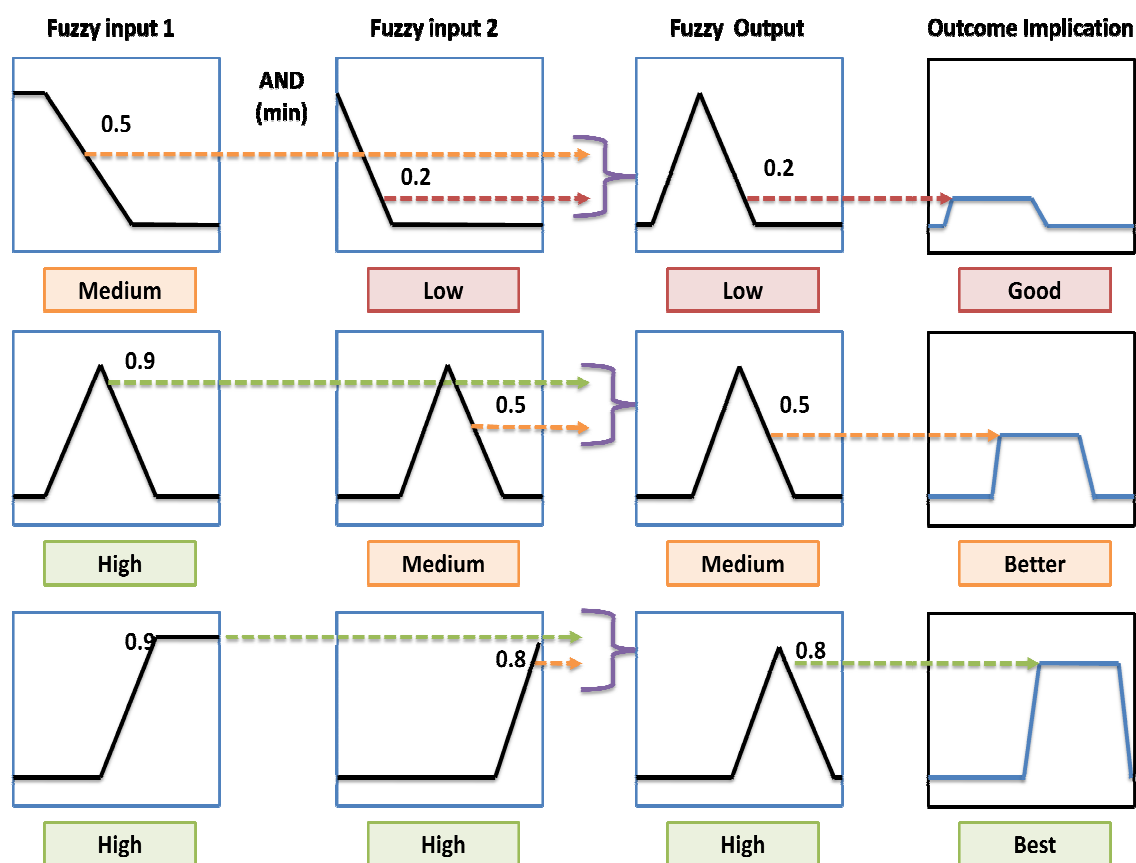 Fuzzy input 1
Fuzzy input 2
Fuzzy Output
Outcome Implication
AND
(min)
0.5
0.2
0.2
Medium
Low
Low
Good
0.9
0.5
0.5
High
Medium
Medium
Better
0.9
0.8
0.8
High
High
High
Best